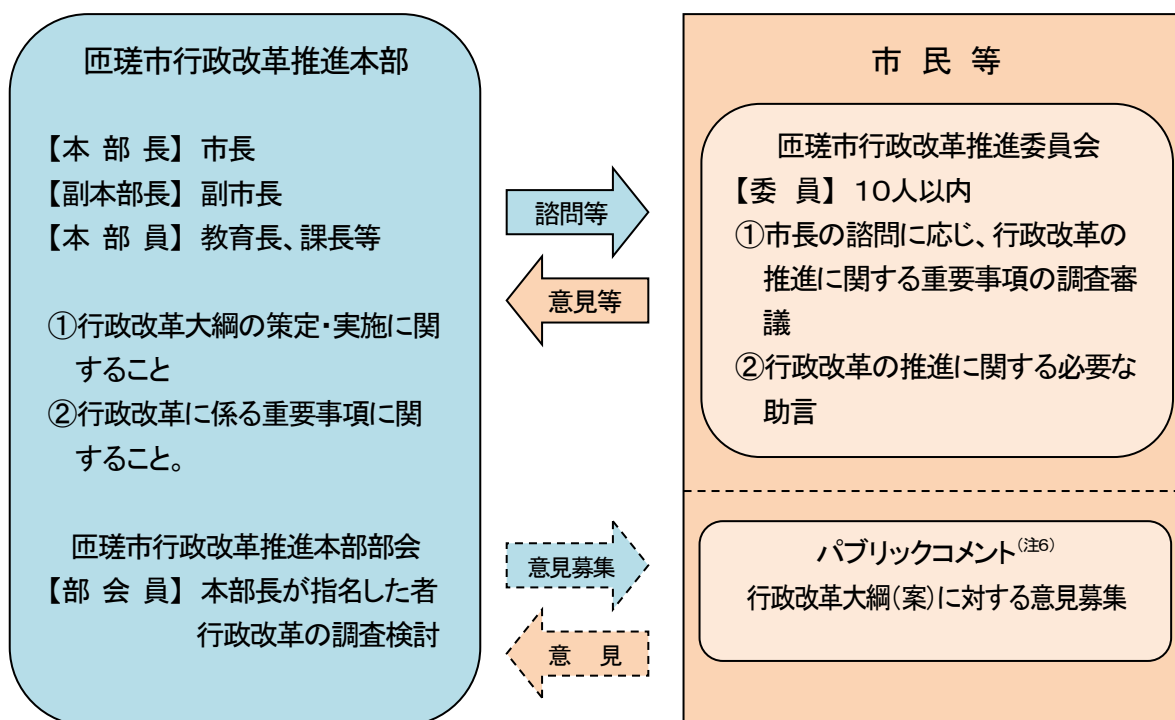 匝瑳市行政改革推進本部
【本 部 長】 市長
【副本部長】 副市長
【本 部 員】 教育長、課長等
①行政改革大綱の策定・実施に関
すること
②行政改革に係る重要事項に関
すること。
匝瑳市行政改革推進本部部会
【部 会 員】 本部長が指名した者
行政改革の調査検討
諮問等
意見等
意見募集
意 見
市 民 等
匝瑳市行政改革推進委員会
【委 員】 10人以内
①市長の諮問に応じ、行政改革の
推進に関する重要事項の調査審
議
②行政改革の推進に関する必要な
助言
パブリックコメント(注6)
行政改革大綱(案)に対する意見募集